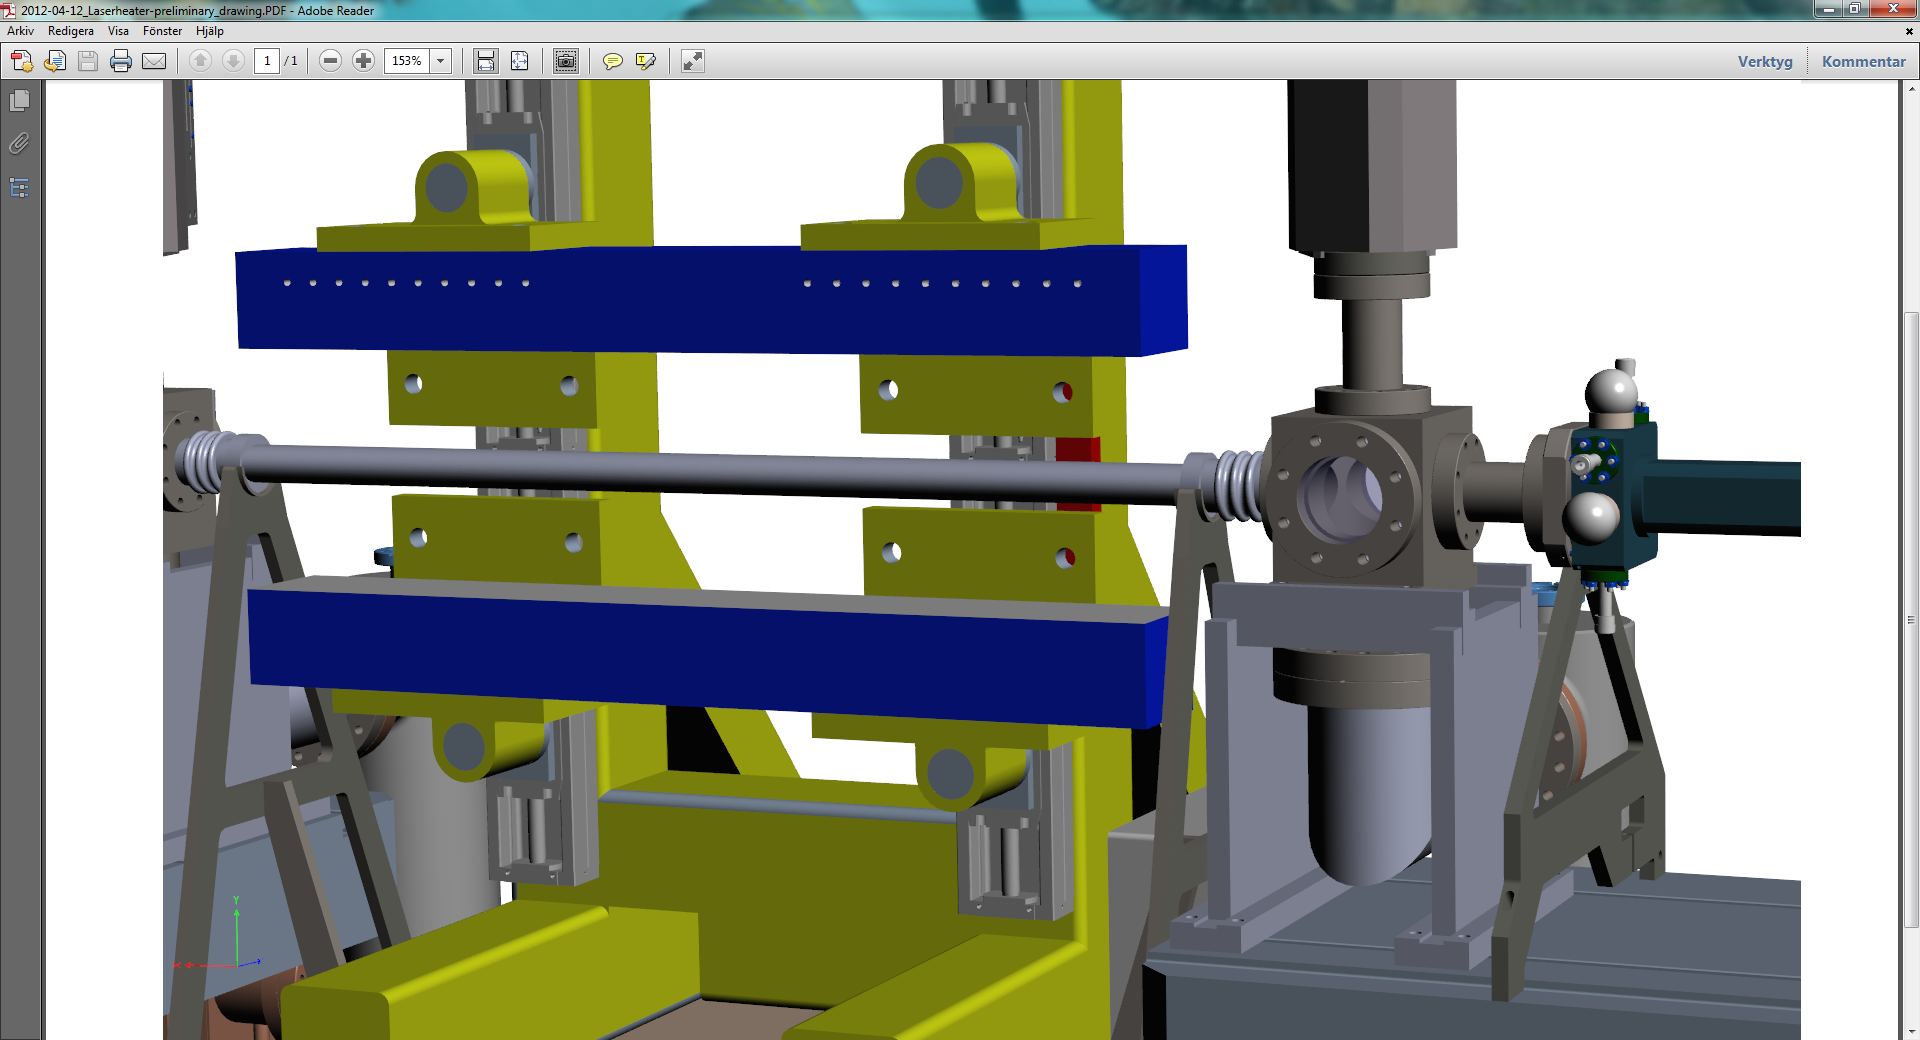 2012-04-12_Laserheater-preliminary_drawing.PDF - Adobe Reader
Arkiv Redigera Visa Fönster Hjälp
1 / 1 153% Verktyg Kommentar
Y
X